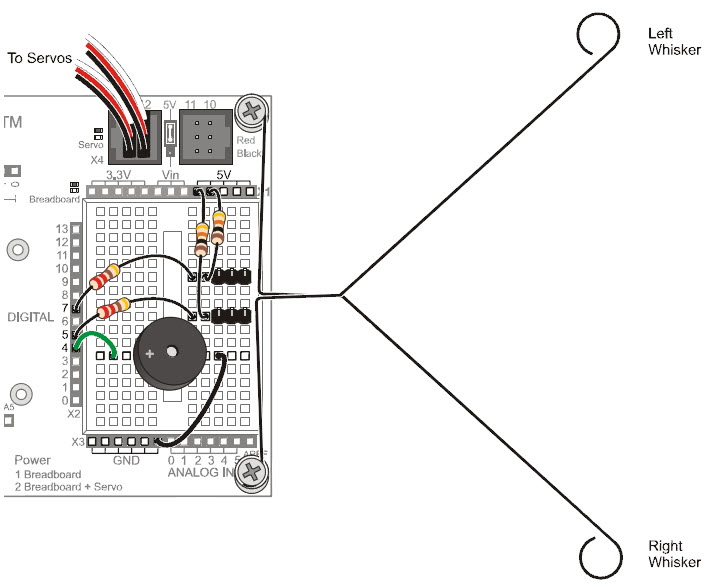 Left
Whisker
To Servos
TM
2 5V 11 10
Red
Black
Servo
X4
3.3V Vin 5V
Breadboard
13
12
11
10
9
8
7
DIGITAL 6
5
4
3
2
1
0
A5
X2
+
X3
GND 0 1 2 3 4 5
ANALOG IN
Power
1 Breadboard
2 Breadboard + Servo
Right
Whisker